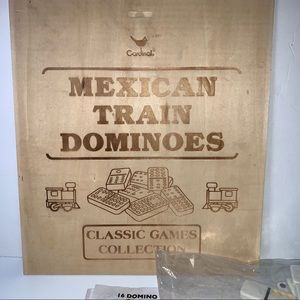 Cardinal
MEXICAN
TRAIN
DOMINOES
CLASSIC GAMES
COLLECTION
16 DOMINO